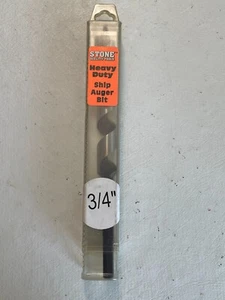 STONE
Heavy
Duty
Ship
Auger
Bit
3/4"